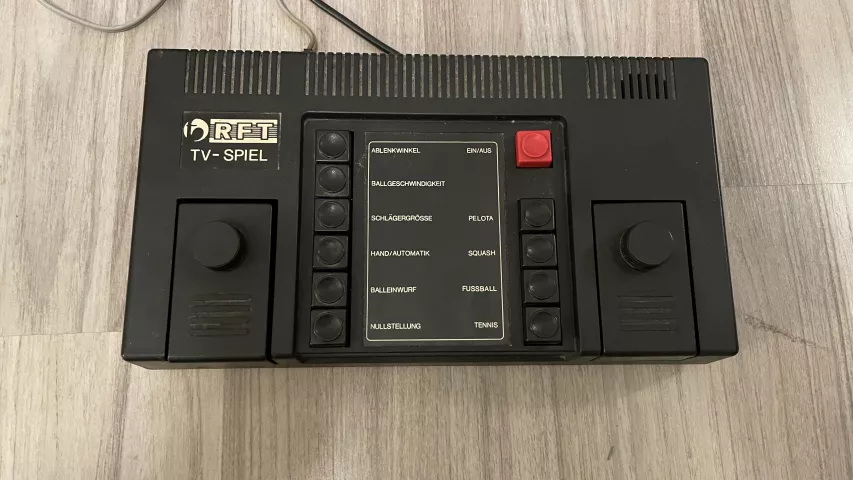 RFT
TV-SPIEL
ABLENKWINKEL EIN/AUS
BALLGESCHWINDIGKEIT
SCHLÄGERGRÖSSE PELOTA
HAND/AUTOMATIK SQUASH
BALLEINWURF FUSSBALL
NULLSTELLUNG TENNIS